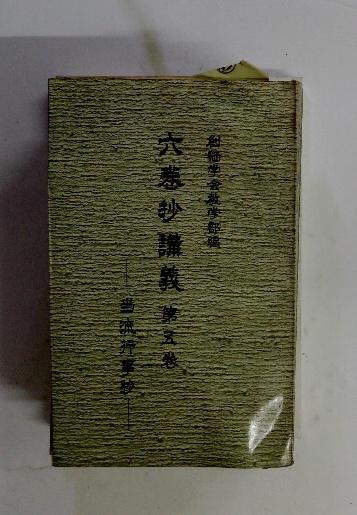 創価学会教学部編
六巻抄講義 第五巻
――当流行事抄――